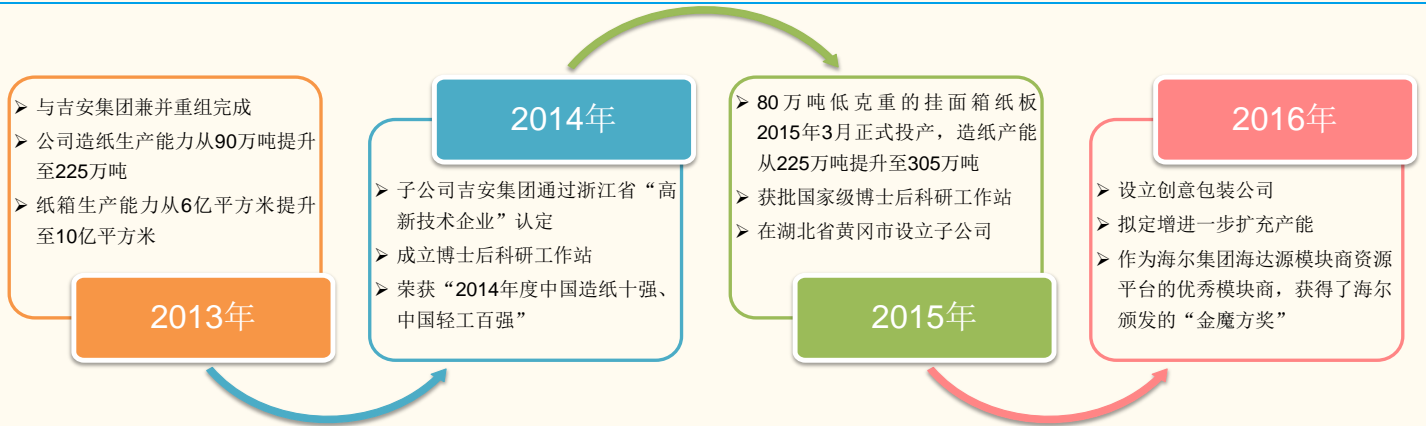 ➢ 与吉安集团兼并重组完成
➢ 公司造纸生产能力从90万吨提升
至225万吨
➢ 纸箱生产能力从6亿平方米提升
至10亿平方米
2013年
2014年
➢ 子公司吉安集团通过浙江省“高
新技术企业”认定
➢ 成立博士后科研工作站
➢ 荣获“2014年度中国造纸十强、
中国轻工百强”
➢ 80万吨低克重的挂面箱纸板
2015年3月正式投产，造纸产能
从225万吨提升至305万吨
➢ 获批国家级博士后科研工作站
➢ 在湖北省黄冈市设立子公司
2015年
2016年
➢ 设立创意包装公司
➢ 拟定增进一步扩充产能
➢ 作为海尔集团海达源模块商资源
平台的优秀模块商，获得了海尔
颁发的“金魔方奖”